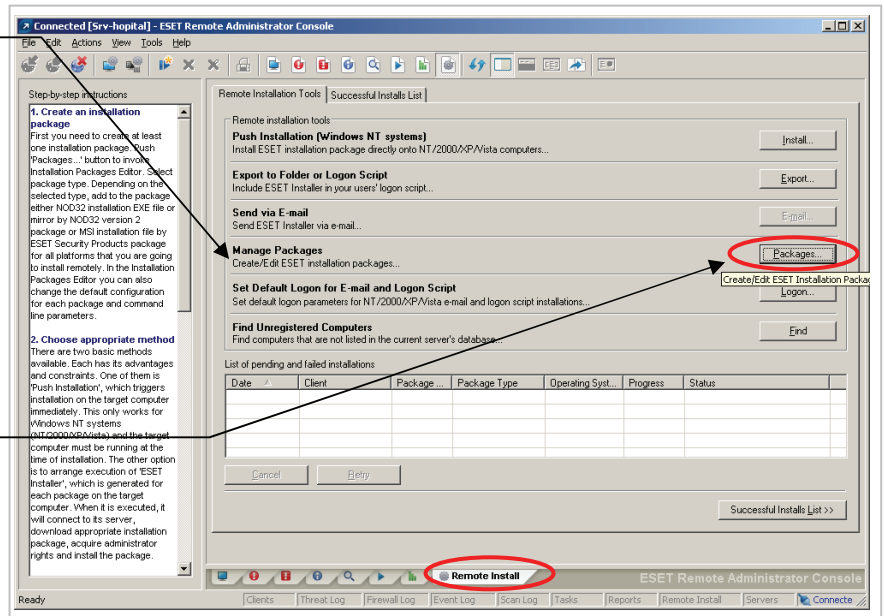 Connected [Srv-hopital] - ESET Remote Administrator Console
File Edit Actions View Tools Help
Step-by-step instructions
1. Create an installation
package
First you need to create at least
one installation package. Push
'Packages...' button to invoke
Installation Packages Editor. Select
package type. Depending on the
selected type, add to the package
either NOD32 installation EXE file or
mirror by NOD32 version 2
package or MSI installation file by
ESET Security Products package
for all platforms that you are going
to install remotely. In the Installation
Packages Editor you can also
change the default configuration
for each package and command
line parameters.
2. Choose appropriate method
There are two basic methods
available. Each has its advantages
and constraints. One of them is
'Push Installation', which triggers
installation on the target computer
immediately. This only works for
Windows NT systems
(NT/2000/XP/Vista) and the target
computer must be running at the
time of installation. The other option
is to arrange execution of 'ESET
Installer', which is generated for
each package on the target
computer. When it is executed, it
will connect to its server,
download appropriate installation
package, acquire administrator
rights and install the package.
Remote Installation Tools Successful Installs List
Remote installation tools
Push Installation (Windows NT systems)
Install ESET installation package directly onto NT/2000/XP/Vista computers...
Install...
Export to Folder or Logon Script
Include ESET Installer in your users' logon script...
Export...
Send via E-mail
Send ESET Installer via e-mail...
E-mail...
Manage Packages
Create/Edit ESET installation packages...
Packages...
Create/Edit ESET Installation Packa
Set Default Logon for E-mail and Logon Script
Set default logon parameters for NT/2000/XP/Vista e-mail and logon script installations...
Logon...
Find Unregistered Computers
Find computers that are not listed in the current server's database...
Find
List of pending and failed installations
Date Client Package ... Package Type Operating Syst... Progress Status
Cancel Retry
Successful Installs List >>
Remote Install
ESET Remote Administrator Console
Ready Clients Threat Log Firewall Log Event Log Scan Log Tasks Reports Remote Install Servers Connecte